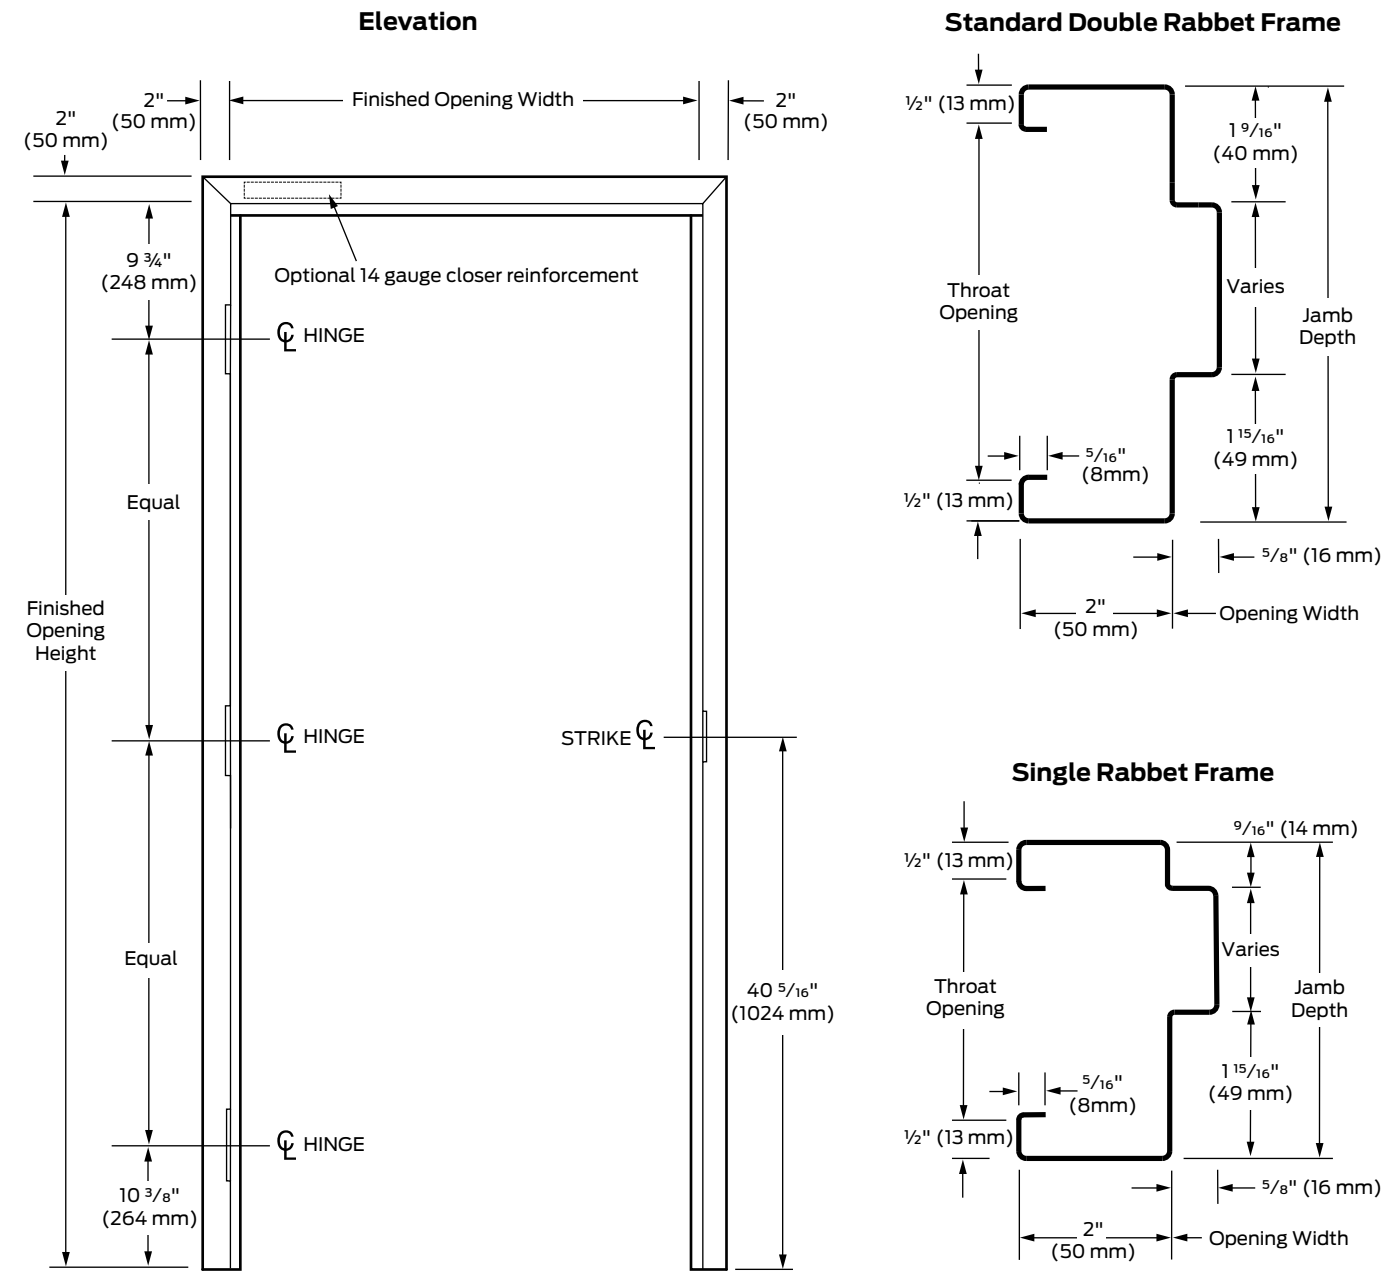 Elevation
2"
(50 mm)
2"
(50 mm)
Finished Opening Width
2"
(50 mm)
9 ¾"
(248 mm)
Optional 14 gauge closer reinforcement
℄ HINGE
Equal
Finished
Opening
Height
℄ HINGE
STRIKE ℄
Equal
40 5/16"
(1024 mm)
℄ HINGE
10 3/8"
(264 mm)
Standard Double Rabbet Frame
½" (13 mm)
1 9/16"
(40 mm)
Throat
Opening
Varies
Jamb
Depth
1 15/16"
(49 mm)
5/16"
(8mm)
½" (13 mm)
5/8" (16 mm)
2"
(50 mm)
Opening Width
Single Rabbet Frame
9/16" (14 mm)
½" (13 mm)
Varies
Throat
Opening
Jamb
Depth
1 15/16"
(49 mm)
5/16"
(8mm)
½" (13 mm)
5/8" (16 mm)
2"
(50 mm)
Opening Width